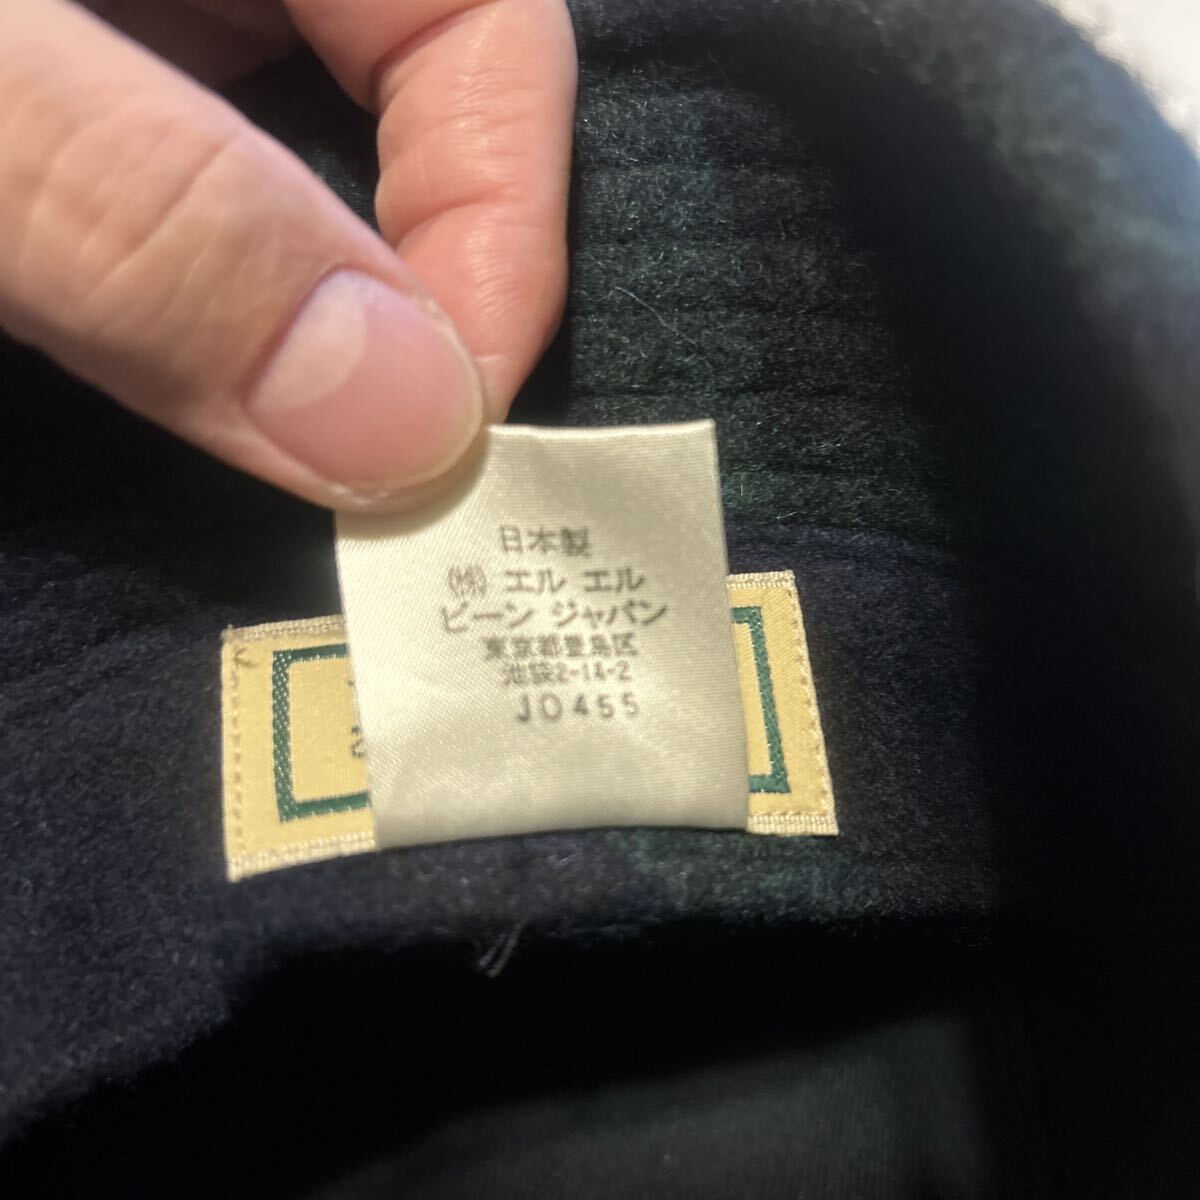 日本製
㈱ エル エル
ビーン ジャパン
東京都豊島区
池袋2-14-2
JO455